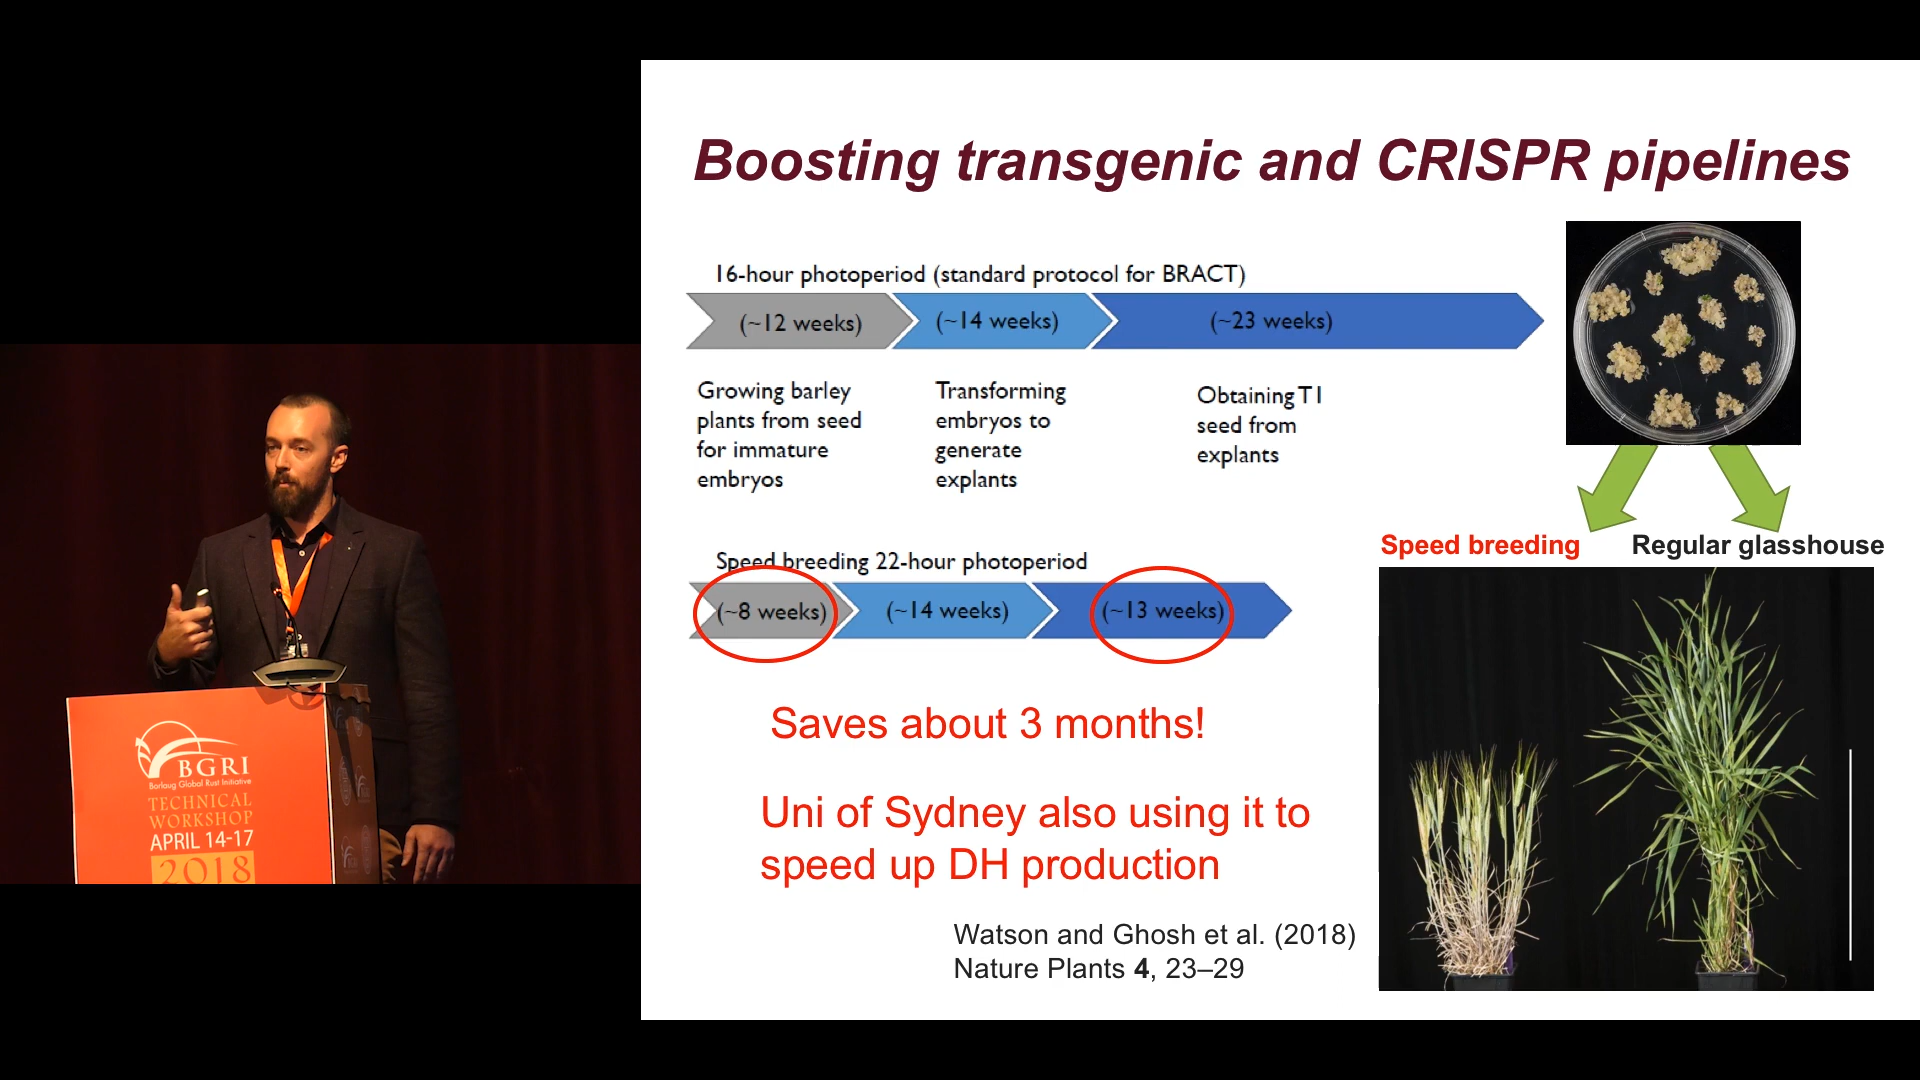 Boosting transgenic and CRISPR pipelines
16-hour photoperiod (standard protocol for BRACT)
(~12 weeks)
(~14 weeks)
(~23 weeks)
Growing barley
plants from seed
for immature
embryos
Transforming
embryos to
generate
explants
Obtaining T1
seed from
explants
Speed breeding 22-hour photoperiod
(~8 weeks)
(~14 weeks)
(~13 weeks)
Saves about 3 months!
Uni of Sydney also using it to
speed up DH production
Watson and Ghosh et al. (2018)
Nature Plants 4, 23–29
Speed breeding
Regular glasshouse
BGRI
Borlaug Global Rust Initiative
TECHNICAL
WORKSHOP
APRIL 14-17
2018